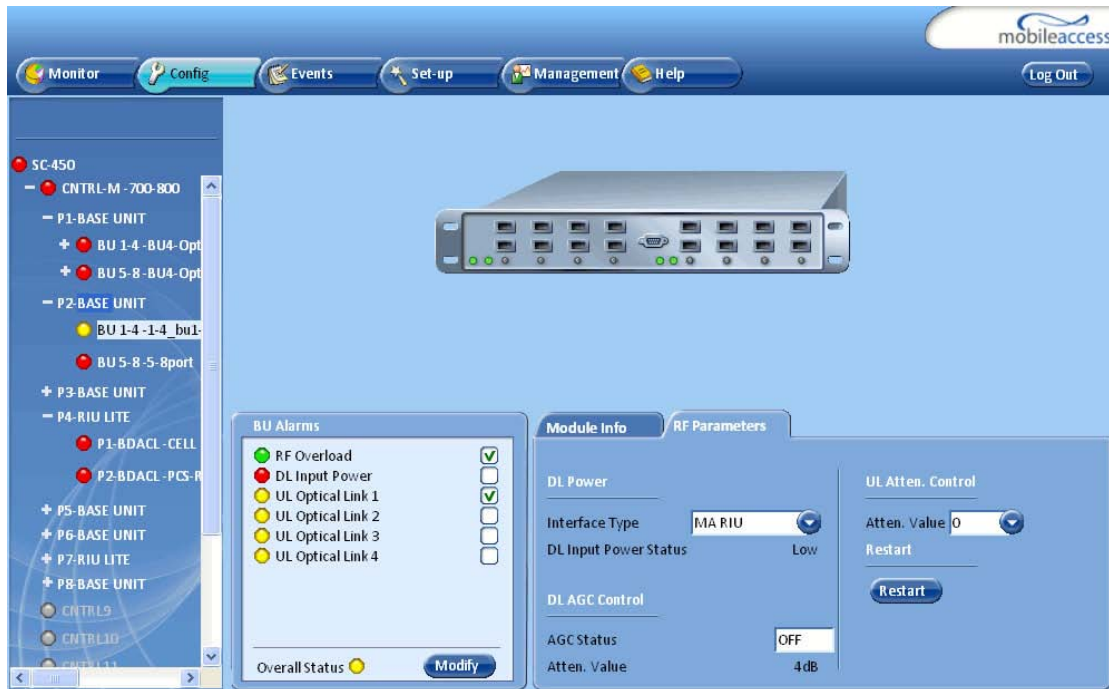 mobileaccess
Monitor Config Events Set-up Management Help Log Out
SC-450
CNTRL-M -700-800
P1-BASE UNIT
BU 1-4 -BU4-Opt
BU 5-8 -BU4-Opt
P2-BASE UNIT
BU 1-4 -1-4_bu1-
BU 5-8 -5-8port
P3-BASE UNIT
P4-RIU LITE
P1-BDACL -CELL
P2-BDACL -PCS-R
P5-BASE UNIT
P6-BASE UNIT
P7-RIU LITE
P8-BASE UNIT
CNTRL9
CNTRL10
CNTRL11
BU Alarms
RF Overload
DL Input Power
UL Optical Link 1
UL Optical Link 2
UL Optical Link 3
UL Optical Link 4
Overall Status Modify
Module Info RF Parameters
DL Power
Interface Type MA RIU
DL Input Power Status Low
DL AGC Control
AGC Status OFF
Atten. Value 4 dB
UL Atten. Control
Atten. Value 0
Restart
Restart